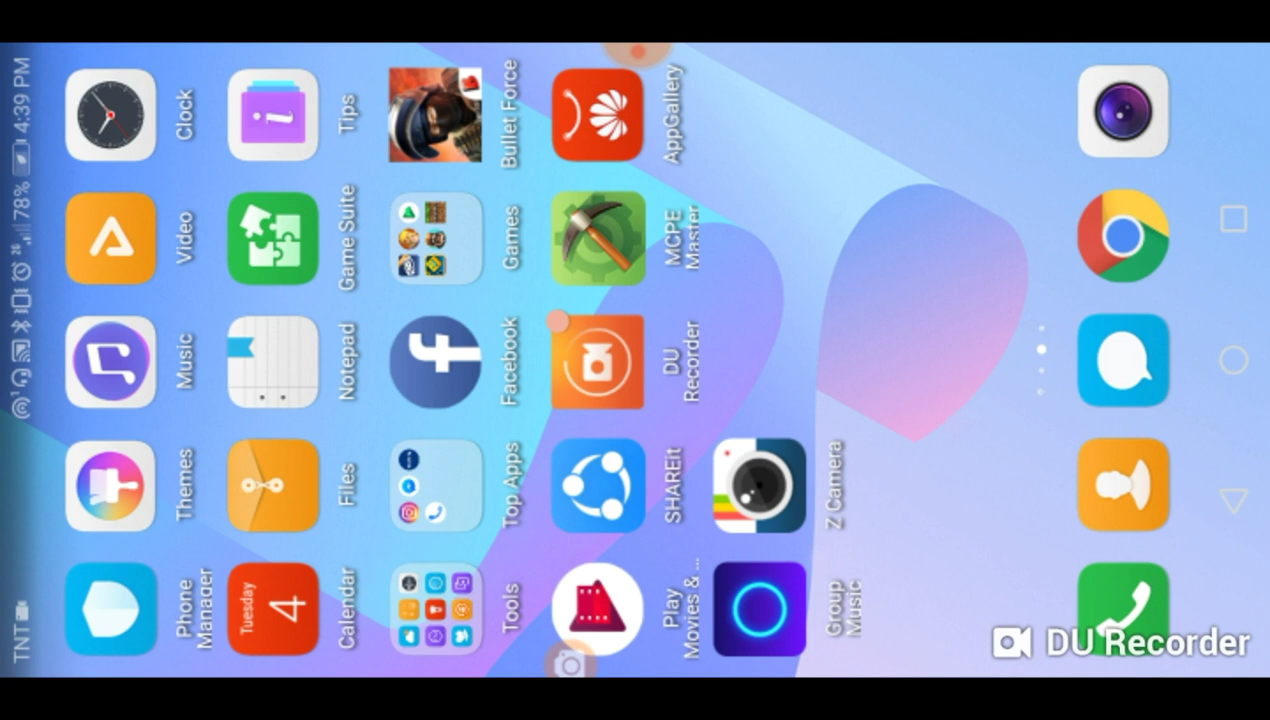 TNT 78% 4:39 PM
Phone
Manager
Themes
Music
Video
Clock
Tuesday
4
Calendar
Files
Notepad
Game Suite
Tips
Tools
Top Apps
Facebook
Games
Bullet Force
Play
Movies & ...
SHAREit
DU
Recorder
MCPE
Master
AppGallery
Group
Music
Z Camera
DU Recorder